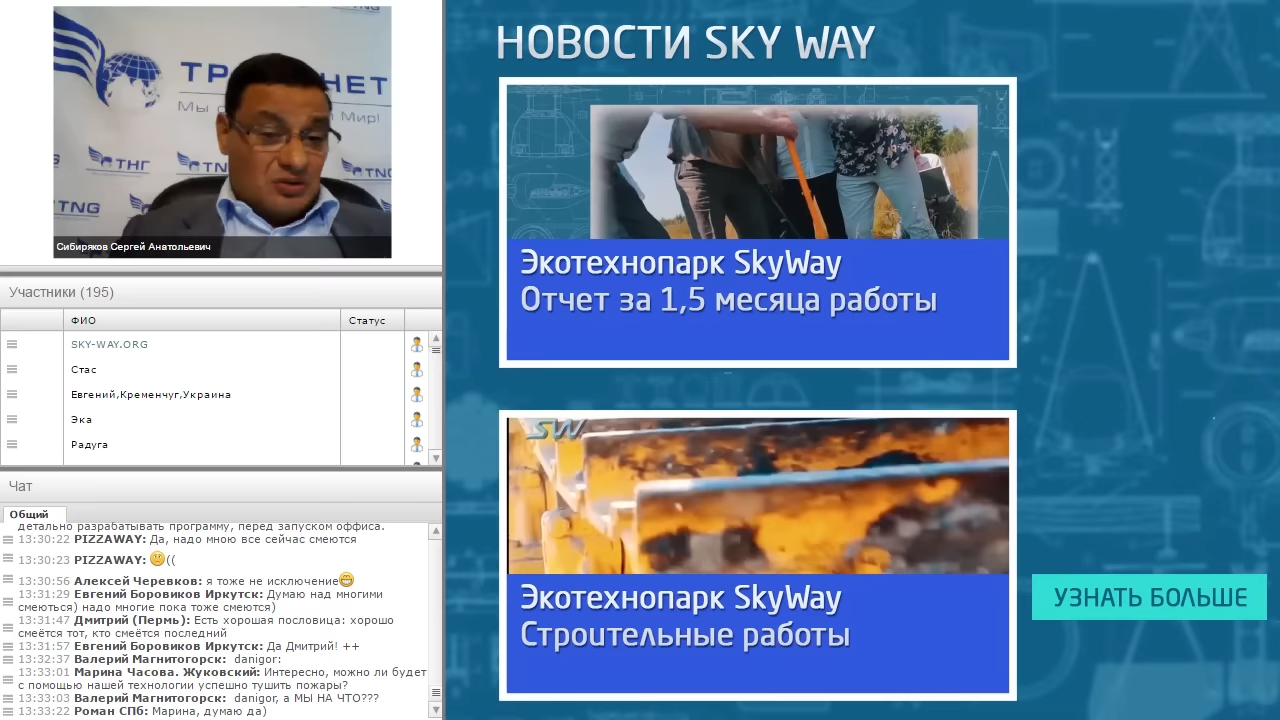 НОВОСТИ SKY WAY
ТР НЕТ
Мы Мир!
ТНГ
TNG
TNG
Сибиряков Сергей Анатольевич
Участники (195)
ФИО
Статус
SKY-WAY.ORG
Стас
Евгений,Кременчуг,Украина
Эка
Радуга
Чат
Общий
детально разрабатывать программу, перед запуском оффиса.
13:30:22 PIZZAWAY: Да, надо мною все сейчас смеются
13:30:23 PIZZAWAY: ((
13:30:56 Алексей Черевков: я тоже не исключение
13:31:29 Евгений Боровиков Иркутск: Думаю над многими
смеються) надо многие пока тоже смеются)
13:31:47 Дмитрий (Пермь): Есть хорошая пословица: хорошо
смеётся тот, кто смеётся последний
13:31:57 Евгений Боровиков Иркутск: Да Дмитрий! ++
13:32:37 Валерий Магнитогорск: danigor:
13:33:01 Марина Часова. Жуковский: Интересно, можно ли будет
с помощью нашей технологии успешно тушить пожары?
13:33:03 Валерий Магнитогорск: danigor, а МЫ НА ЧТО???
13:33:22 Роман СПб: Марина, думаю да)
Экотехнопарк SkyWay
Отчет за 1,5 месяца работы
SW
Экотехнопарк SkyWay
Строительные работы
УЗНАТЬ БОЛЬШЕ